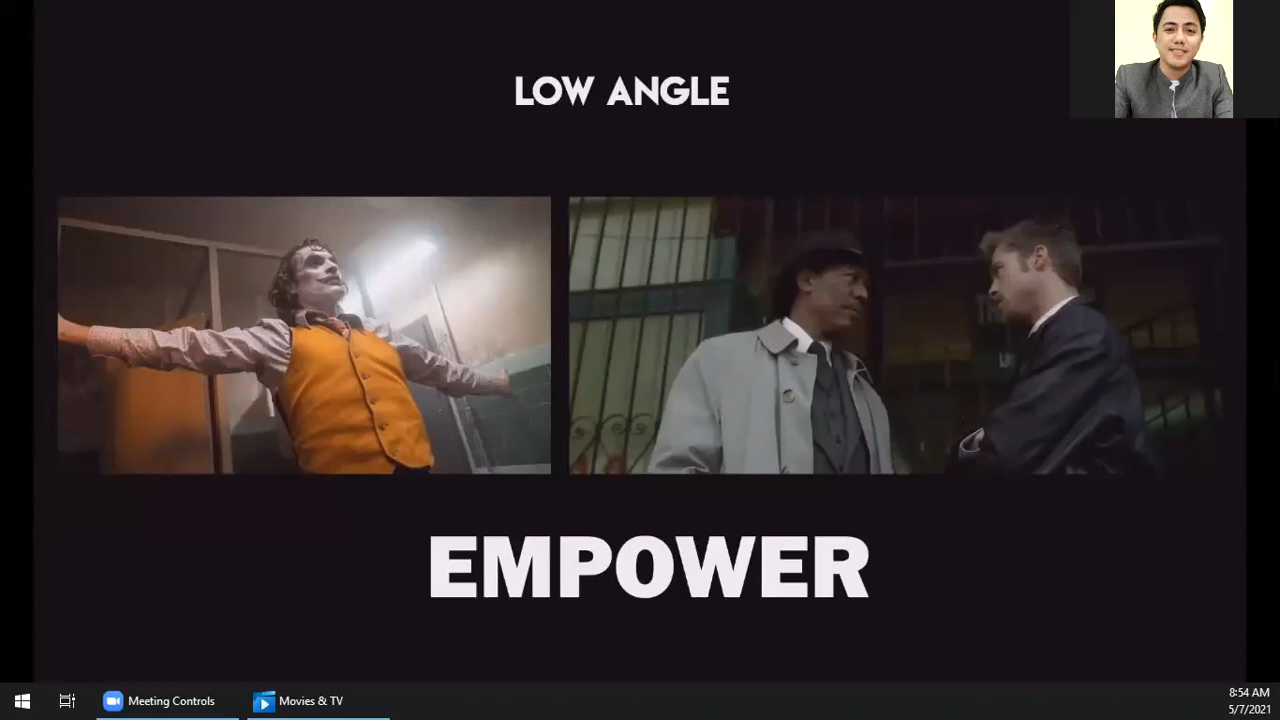 LOW ANGLE
EMPOWER
Meeting Controls
Movies & TV
8:54 AM
5/7/2021